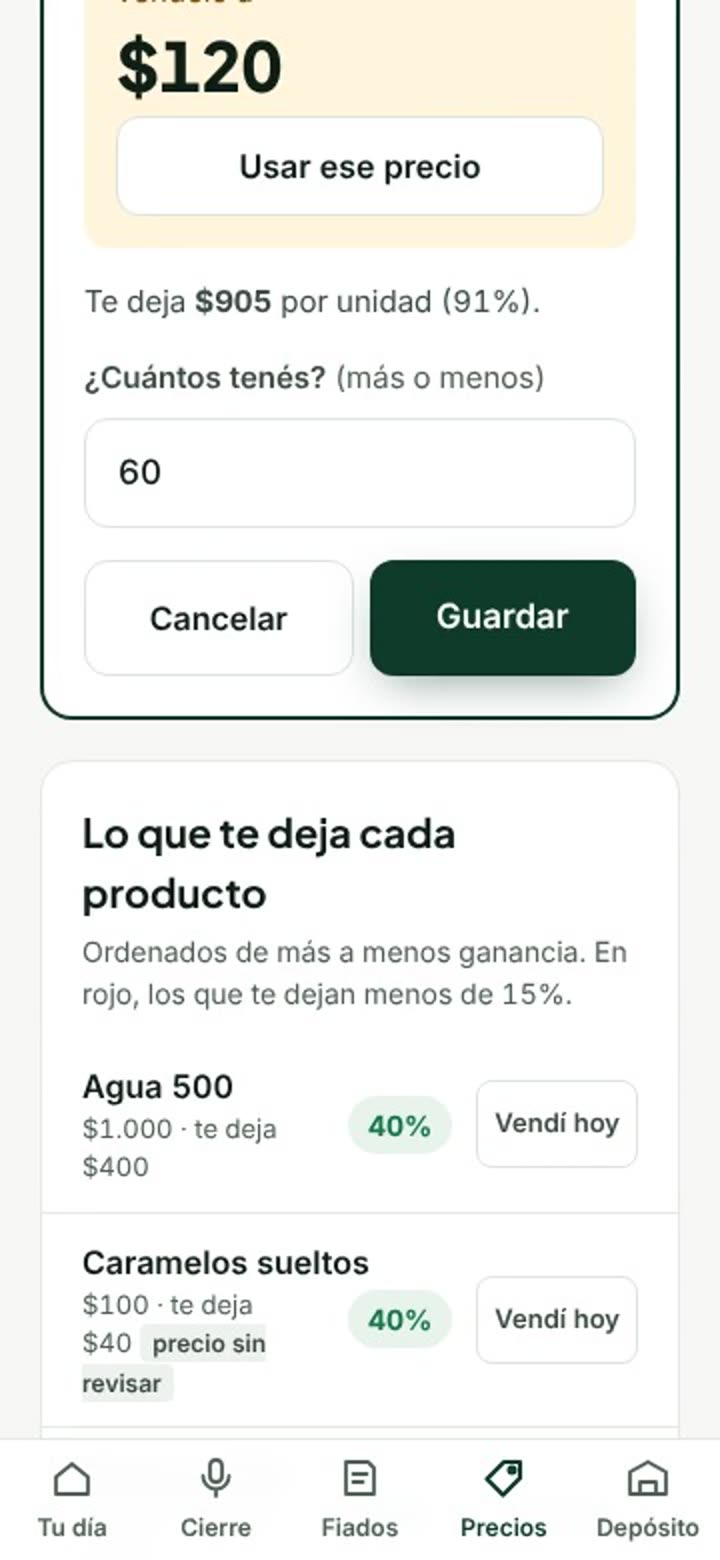 $120
Usar ese precio
Te deja $905 por unidad (91%).
¿Cuántos tenés? (más o menos)
60
Cancelar
Guardar
Lo que te deja cada
producto
Ordenados de más a menos ganancia. En
rojo, los que te dejan menos de 15%.
Agua 500
$1.000 · te deja
$400
40%
Vendí hoy
Caramelos sueltos
$100 · te deja
$40 precio sin
revisar
40%
Vendí hoy
Tu día
Cierre
Fiados
Precios
Depósito